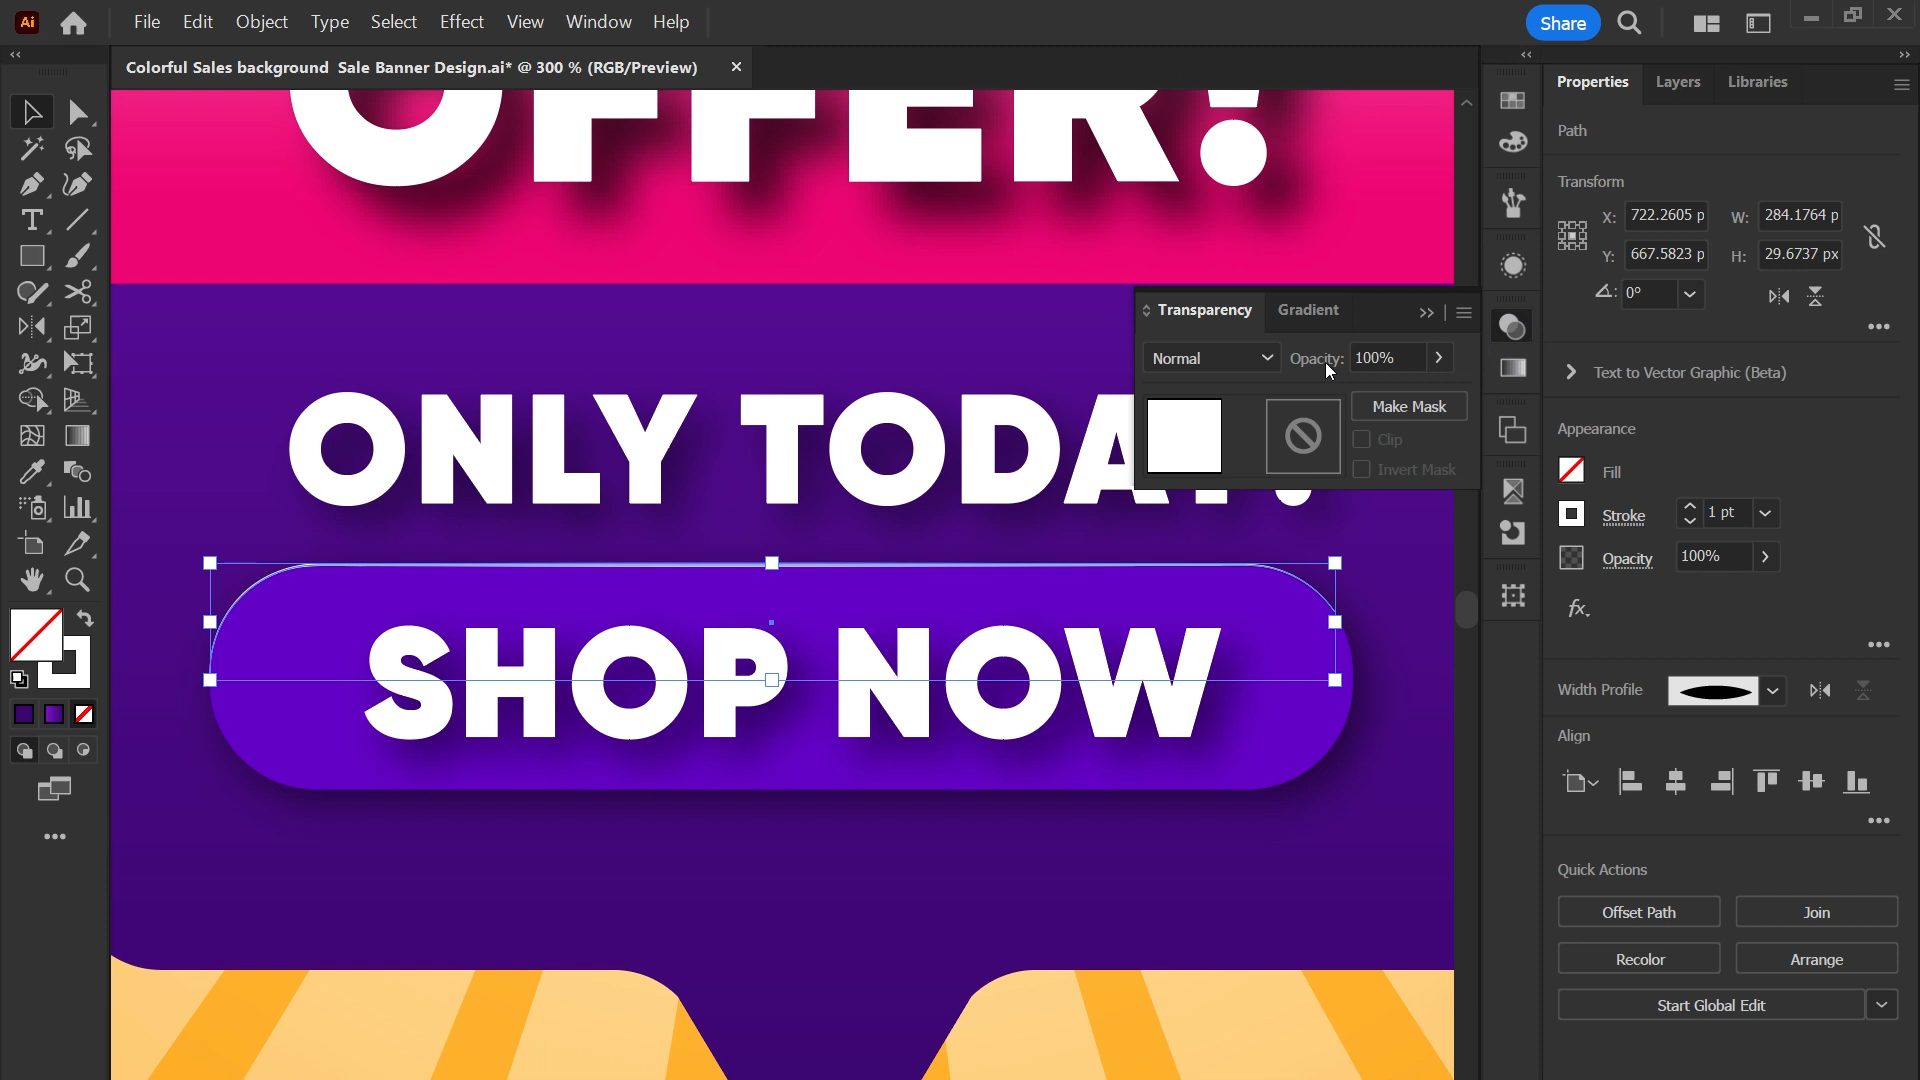 Ai File Edit Object Type Select Effect View Window Help Share
Colorful Sales background Sale Banner Design.ai* @ 300 % (RGB/Preview)
Properties Layers Libraries
Path
Transform
X: 722.2605 p W: 284.1764 p
Y: 667.5823 p H: 29.6737 px
0°
Text to Vector Graphic (Beta)
Appearance
Fill
Stroke 1 pt
Opacity 100%
fx.
Width Profile
Align
Quick Actions
Offset Path Join
Recolor Arrange
Start Global Edit
Transparency Gradient
Normal Opacity: 100%
Make Mask
Clip
Invert Mask
OFFER!
ONLY TODAY!
SHOP NOW